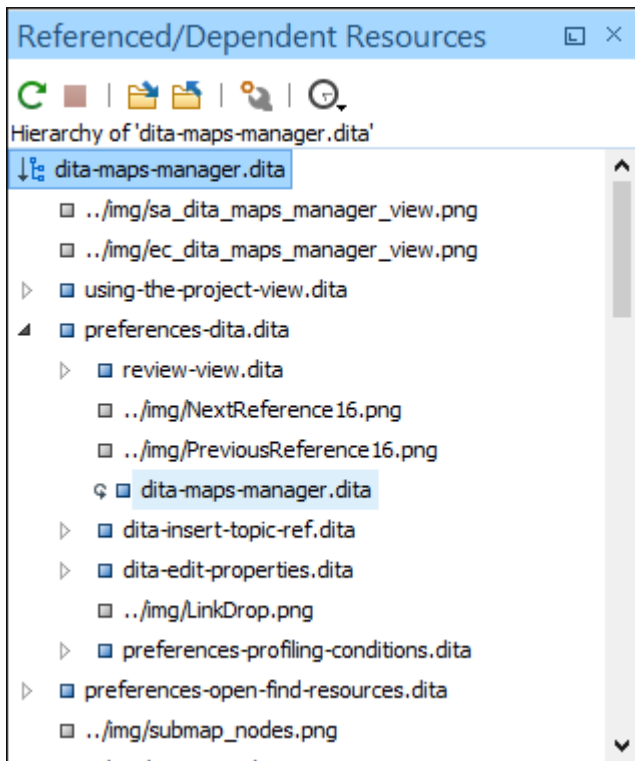 Referenced/Dependent Resources
Hierarchy of 'dita-maps-manager.dita'
dita-maps-manager.dita
../img/sa_dita_maps_manager_view.png
../img/ec_dita_maps_manager_view.png
using-the-project-view.dita
preferences-dita.dita
review-view.dita
../img/NextReference16.png
../img/PreviousReference16.png
dita-maps-manager.dita
dita-insert-topic-ref.dita
dita-edit-properties.dita
../img/LinkDrop.png
preferences-profiling-conditions.dita
preferences-open-find-resources.dita
../img/submap_nodes.png